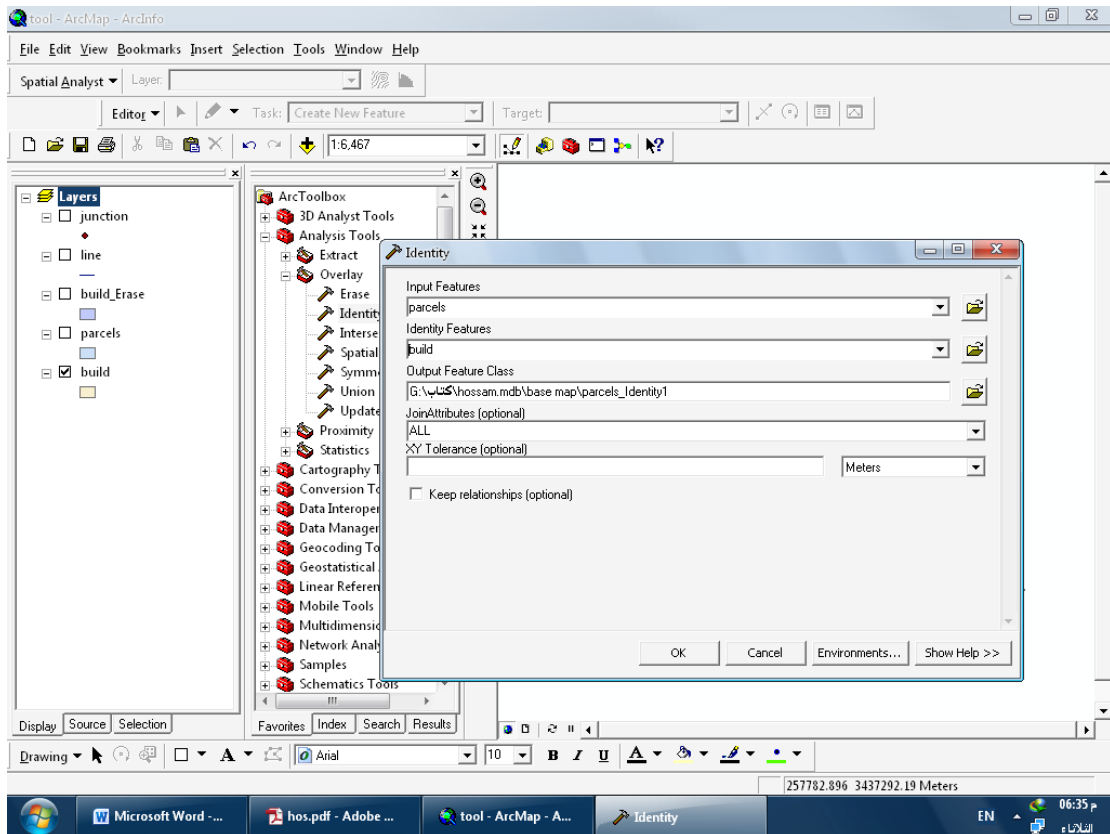 tool - ArcMap - ArcInfo
File Edit View Bookmarks Insert Selection Tools Window Help
Spatial Analyst Layer:
Editor Task: Create New Feature Target:
1:6,467
Layers
junction
line
build_Erase
parcels
build
ArcToolbox
3D Analyst Tools
Analysis Tools
Extract
Overlay
Erase
Identity
Interse
Spatial
Symm
Union
Update
Proximity
Statistics
Cartography T
Conversion To
Data Interoper
Data Manager
Geocoding To
Geostatistical
Linear Referen
Mobile Tools
Multidimensio
Network Analy
Samples
Schematics Tools
Identity
Input Features
parcels
Identity Features
build
Output Feature Class
G:\كتاب\hossam.mdb\base map\parcels_Identity1
JoinAttributes (optional)
ALL
XY Tolerance (optional)
Meters
Keep relationships (optional)
OK Cancel Environments... Show Help >>
Display Source Selection
Favorites Index Search Results
Drawing A Arial 10 B I U A
257782.896 3437292.19 Meters
Microsoft Word -... hos.pdf - Adobe ... tool - ArcMap - A... Identity EN
06:35 م
الثلاثاء